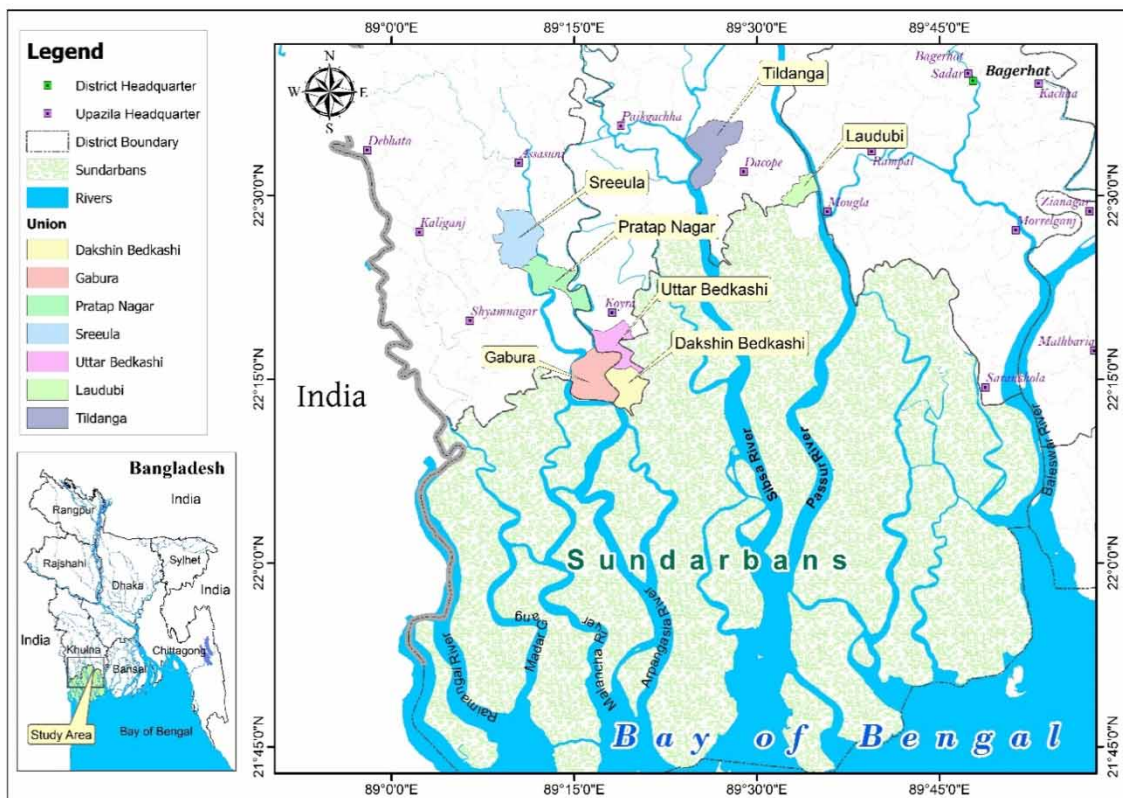 Legend
District Headquarter
Upazila Headquarter
District Boundary
Sundarbans
Rivers
Union
Dakshin Bedkashi
Gabura
Pratap Nagar
Sreeula
Uttar Bedkashi
Laudubi
Tildanga
Bangladesh
India
Rangpur
Rajshahi
Dhaka
Sylhet
India
India
Khulna
Barisal
Chittagong
Study Area
Bay of Bengal
89°0'0"E
89°15'0"E
89°30'0"E
89°45'0"E
N
W
E
S
Tildanga
Bagerhat
Sadar
Bagerhat
Kachua
Paikgachha
Debhata
Assasuni
Laudubi
Dacope
Rampal
Sreeula
22°30'0"N
22°30'0"N
Mougla
Zianagar
Kaliganj
Pratap Nagar
Morrelganj
Uttar Bedkashi
Koyra
Shyamnagar
Dakshin Bedkashi
Mathbaria
Gabura
22°15'0"N
22°15'0"N
Sarankhola
India
Sibsa River
Passur River
Baleswar River
Sundarbans
22°0'0"N
22°0'0"N
Raimangal River
Madar Gang
Malancha River
Arpangasia River
Bay of Bengal
21°45'0"N
21°45'0"N
89°0'0"E
89°15'0"E
89°30'0"E
89°45'0"E